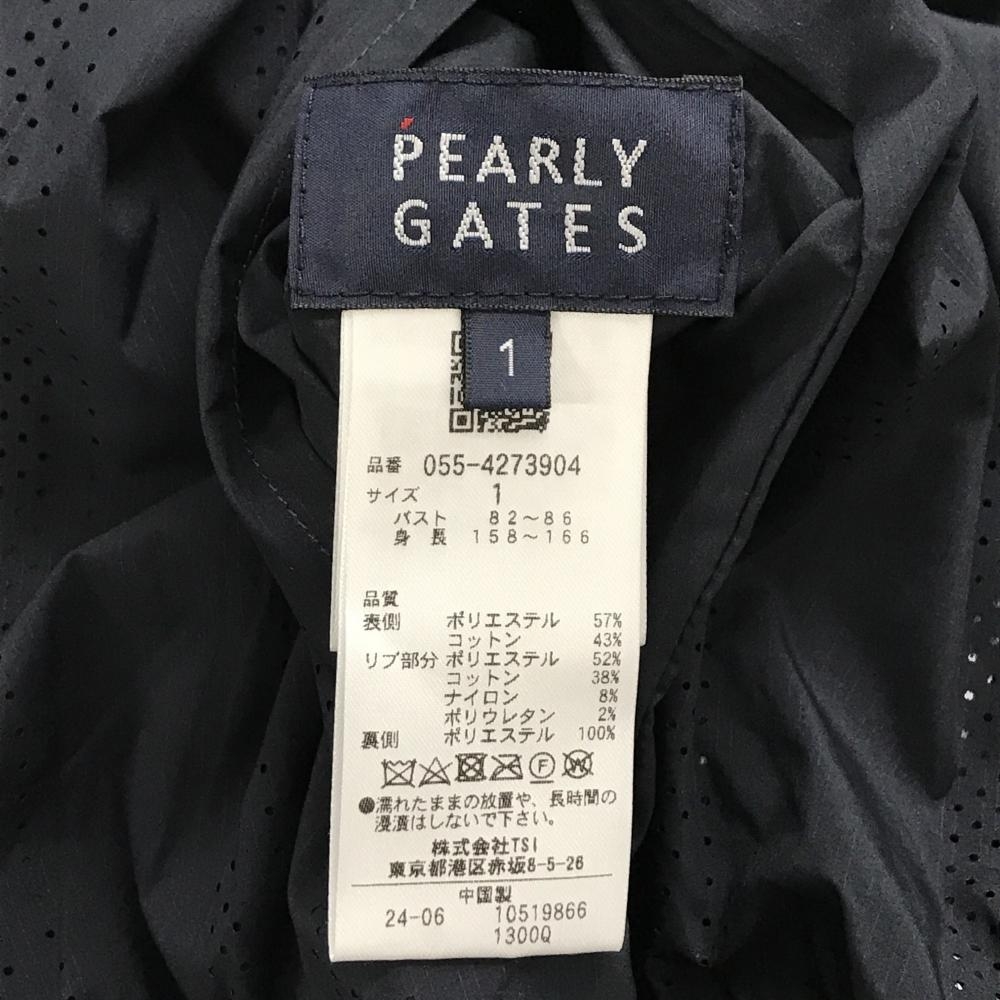 PEARLY
GATES
1
品番 055-4273904
サイズ 1
バスト 82～86
身長 158～166
品質
表側 ポリエステル 57%
コットン 43%
リブ部分 ポリエステル 52%
コットン 38%
ナイロン 8%
ポリウレタン 2%
裏側 ポリエステル 100%
F W
●濡れたままの放置や、長時間の
浸漬はしないで下さい。
株式会社TSI
東京都港区赤坂8-5-26
中国製
24-06 10519866
1300Q